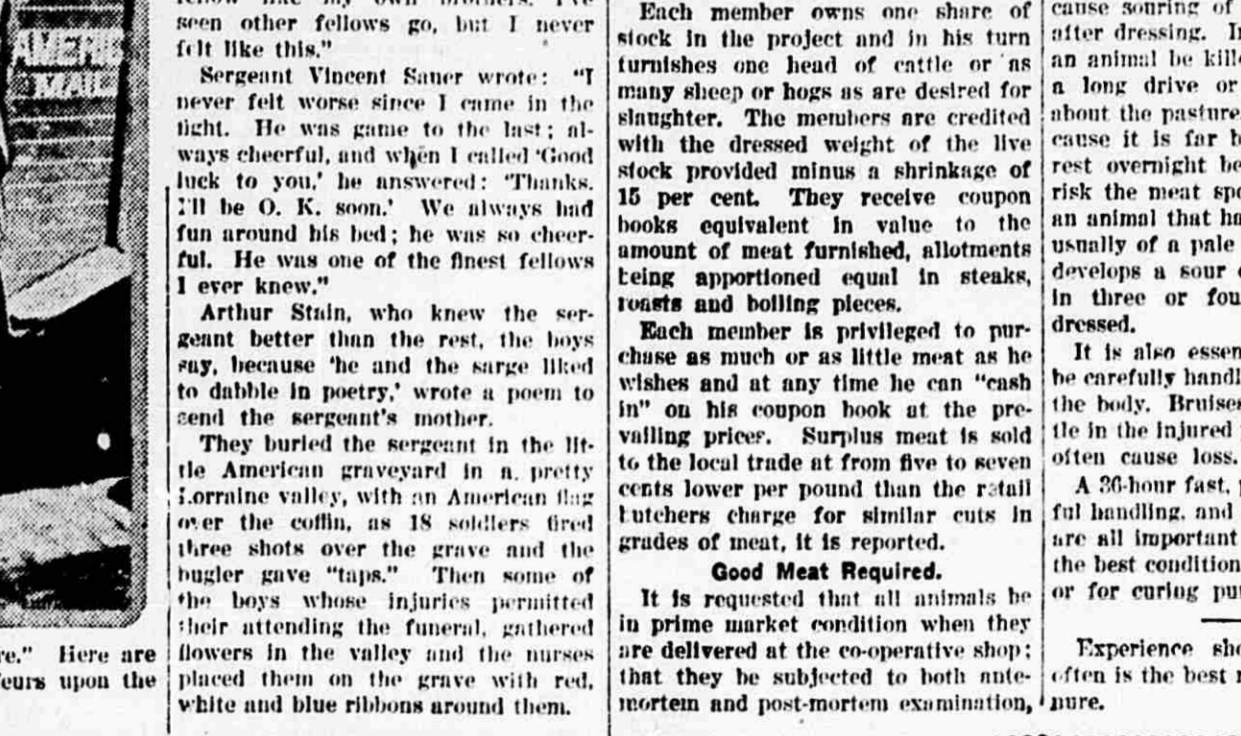 AMERI
MAIL
re." Here are
eurs upon the
seen other fellows go, but I never
felt like this."
Sergeant Vincent Sauer wrote: "I
never felt worse since I came in the
fight. He was game to the last; al-
ways cheerful, and when I called 'Good
luck to you,' he answered: 'Thanks.
I'll be O. K. soon.' We always had
fun around his bed; he was so cheer-
ful. He was one of the finest fellows
I ever knew."
Arthur Stain, who knew the ser-
geant better than the rest, the boys
say, because 'he and the sarge liked
to dabble in poetry,' wrote a poem to
send the sergeant's mother.
They buried the sergeant in the lit-
tle American graveyard in a pretty
Lorraine valley, with an American flag
over the coffin, as 18 soldiers fired
three shots over the grave and the
bugler gave "taps." Then some of
the boys whose injuries permitted
their attending the funeral, gathered
flowers in the valley and the nurses
placed them on the grave with red,
white and blue ribbons around them.
Each member owns one share of
stock in the project and in his turn
furnishes one head of cattle or as
many sheep or hogs as are desired for
slaughter. The members are credited
with the dressed weight of the live
stock provided minus a shrinkage of
15 per cent. They receive coupon
books equivalent in value to the
amount of meat furnished, allotments
being apportioned equal in steaks,
roasts and boiling pieces.
Each member is privileged to pur-
chase as much or as little meat as he
wishes and at any time he can "cash
in" on his coupon book at the pre-
vailing prices. Surplus meat is sold
to the local trade at from five to seven
cents lower per pound than the retail
butchers charge for similar cuts in
grades of meat, it is reported.
Good Meat Required.
It is requested that all animals be
in prime market condition when they
are delivered at the co-operative shop;
that they be subjected to both ante-
mortem and post-mortem examination,
cause souring of
after dressing. I
an animal be kill
a long drive or
about the pasture
cause it is far b
rest overnight be
risk the meat spo
an animal that ha
usually of a pale
develops a sour
in three or fou
dressed.
It is also essen
be carefully handl
the body. Bruises
tle in the injured
often cause loss.
A 36-hour fast,
ful handling, and
are all important
the best condition
or for curing pu
Experience sho
often is the best
nure.